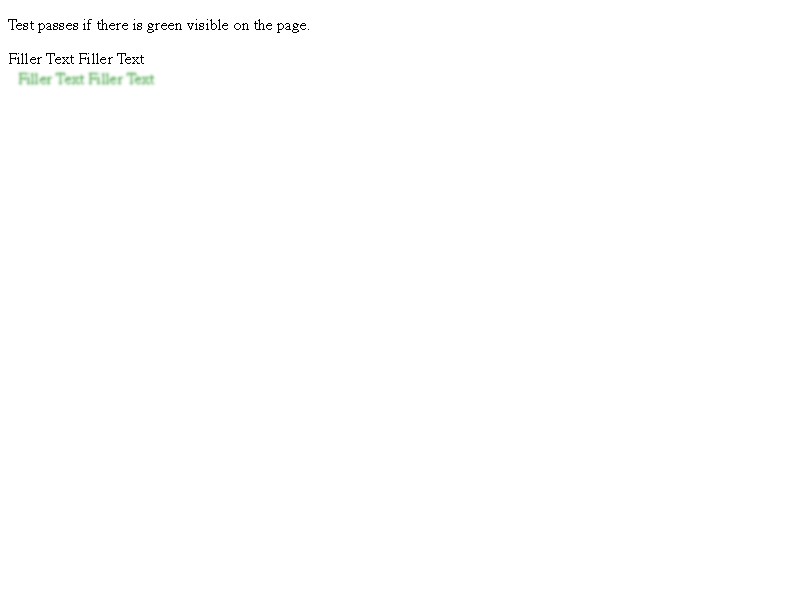 Test passes if there is green visible on the page.
Filler Text Filler Text
Filler Text Filler Text